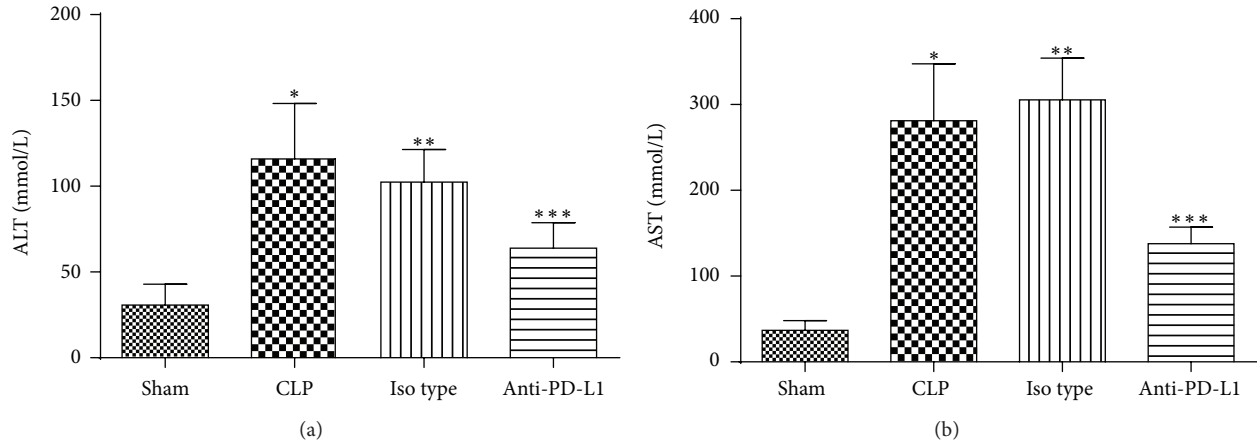 ALT (mmol/L)
200
150
100
50
0
*
**
***
Sham
CLP
Iso type
Anti-PD-L1
(a)
AST (mmol/L)
400
300
200
100
0
*
**
***
Sham
CLP
Iso type
Anti-PD-L1
(b)